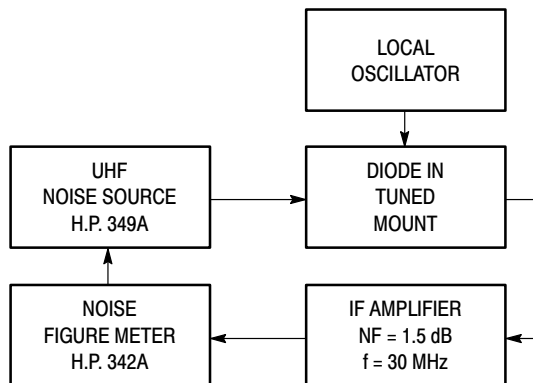 LOCAL
OSCILLATOR
UHF
NOISE SOURCE
H.P. 349A
DIODE IN
TUNED
MOUNT
NOISE
FIGURE METER
H.P. 342A
IF AMPLIFIER
NF = 1.5 dB
f = 30 MHz